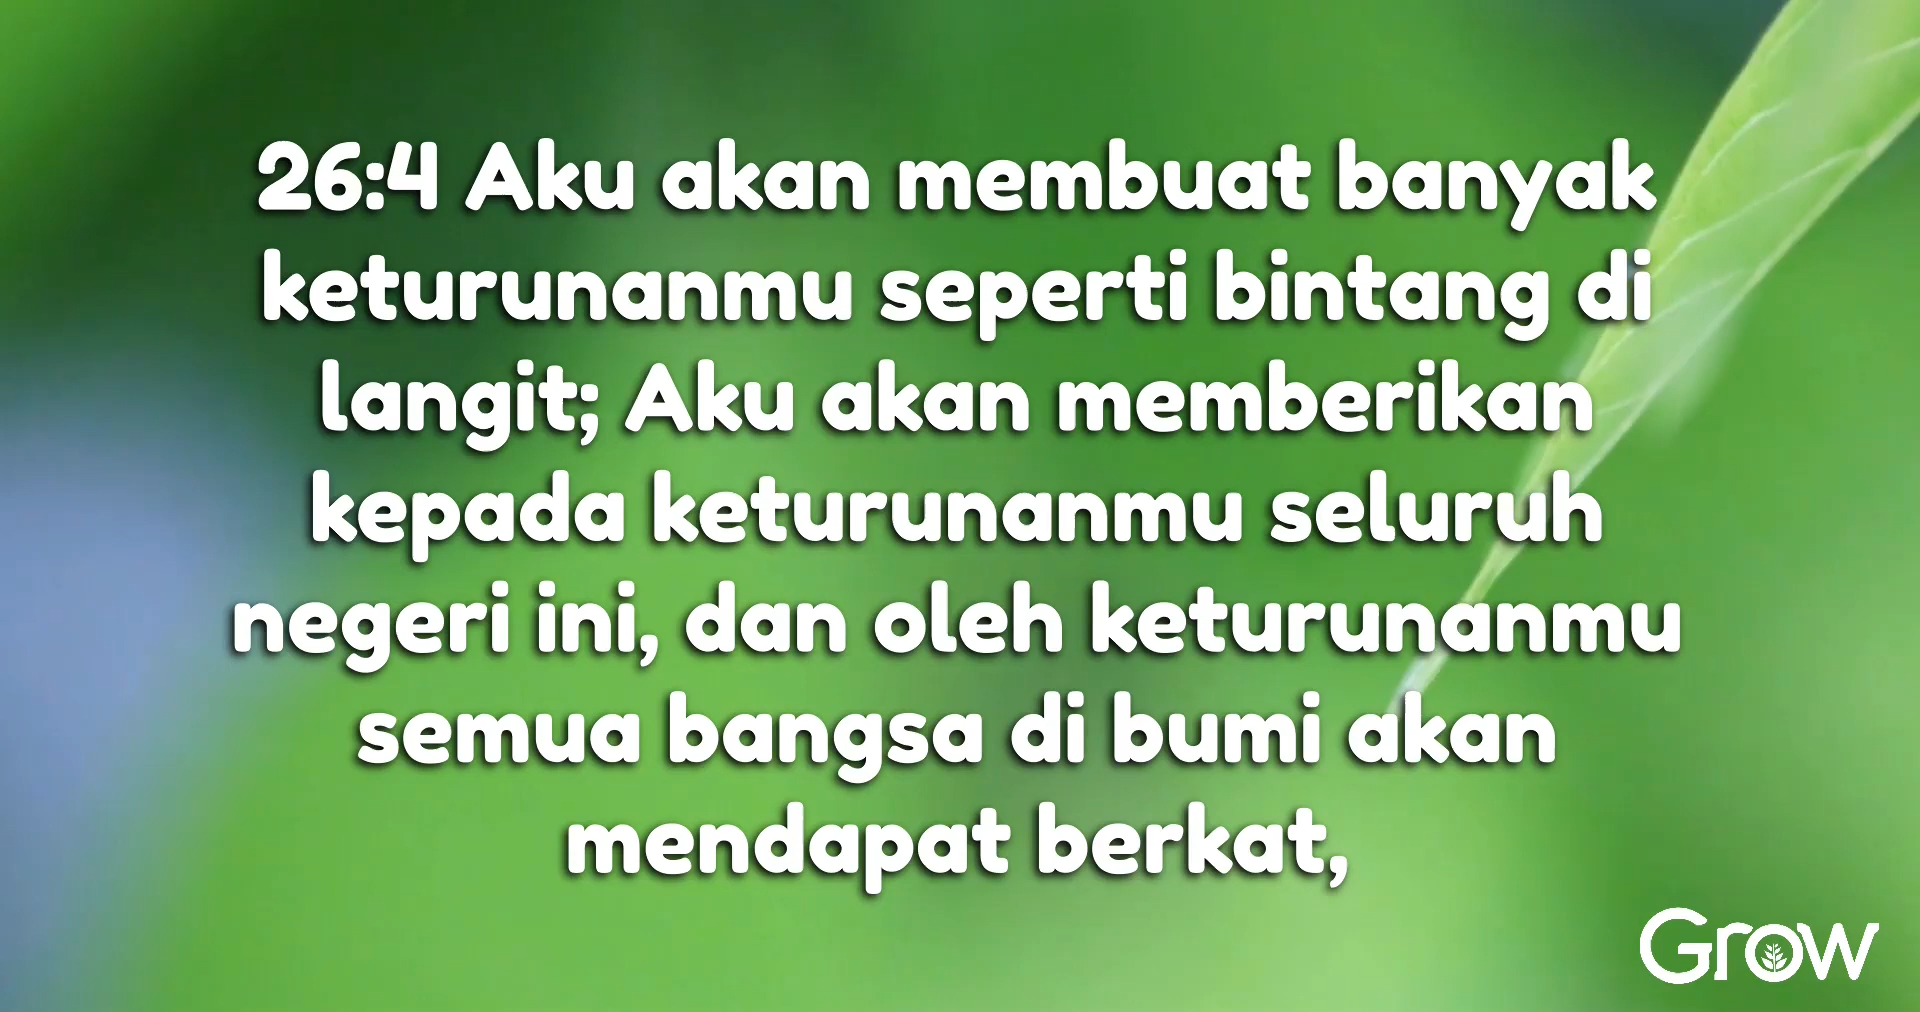 26:4 Aku akan membuat banyak
keturunanmu seperti bintang di
langit; Aku akan memberikan
kepada keturunanmu seluruh
negeri ini, dan oleh keturunanmu
semua bangsa di bumi akan
mendapat berkat,
Grow